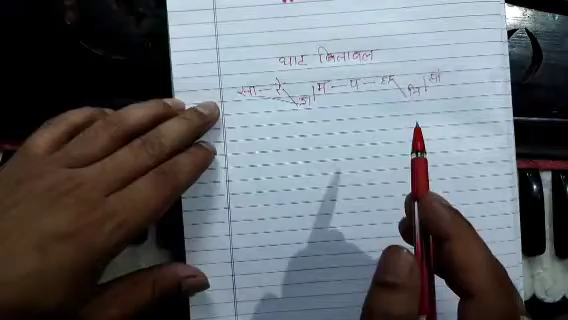 थाट बिलावल
सा - रे ग म - प - ध नि सां